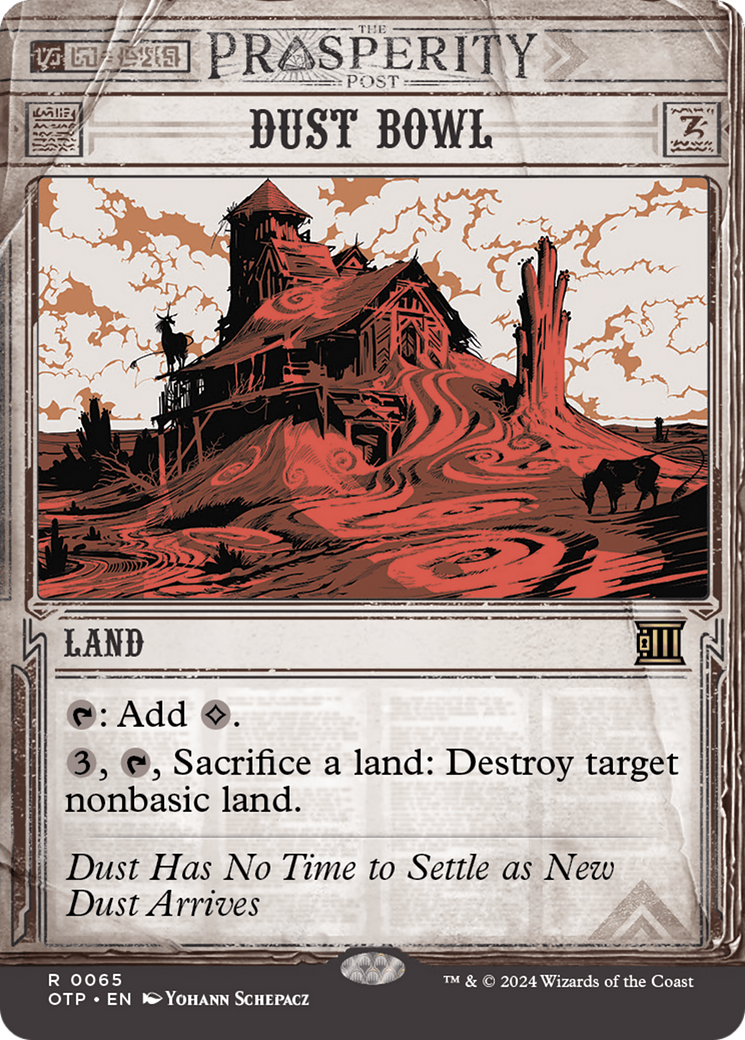 THE
PROSPERITY
POST
DUST BOWL
LAND
: Add .
3, , Sacrifice a land: Destroy target
nonbasic land.
Dust Has No Time to Settle as New
Dust Arrives
R 0065
OTP • EN Yohann Schepacz
™ & © 2024 Wizards of the Coast